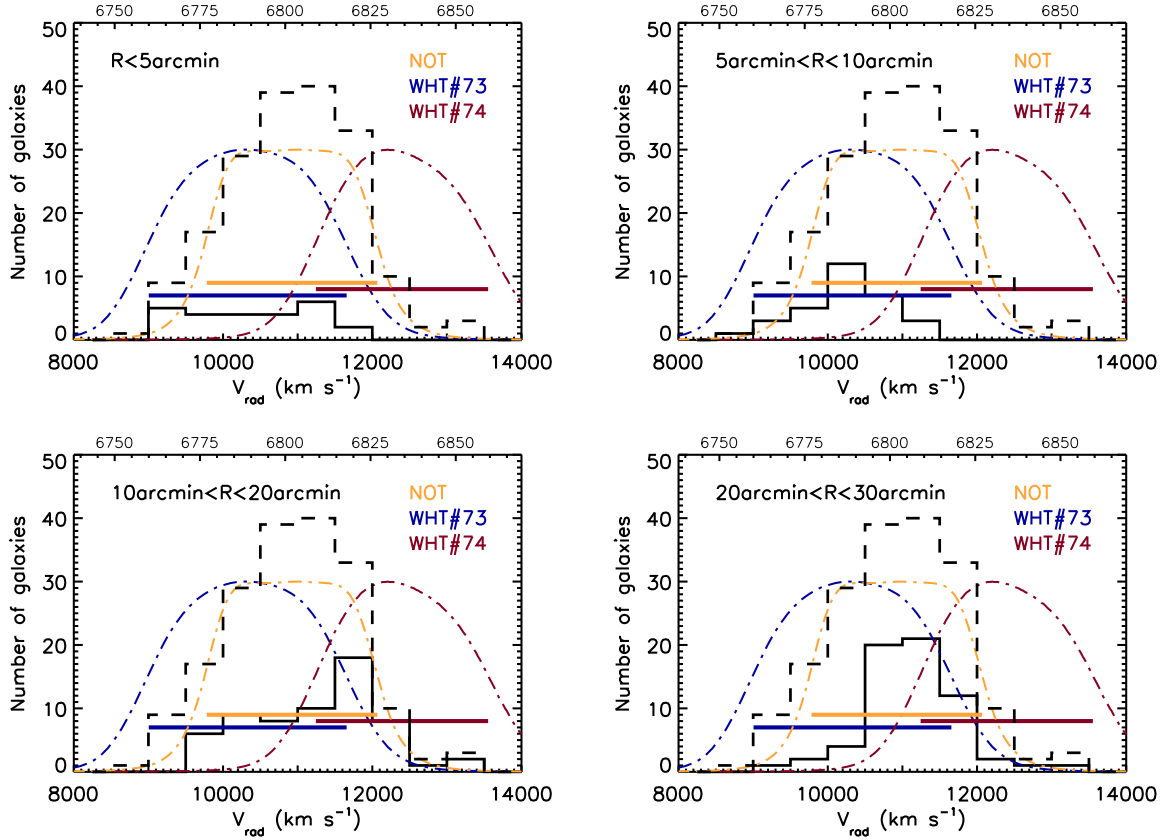 6750 6775 6800 6825 6850
50
40
30
20
10
0
Number of galaxies
R<5arcmin
NOT
WHT#73
WHT#74
8000 10000 12000 14000
V_rad (km s⁻¹)
6750 6775 6800 6825 6850
50
40
30
20
10
0
Number of galaxies
5arcmin<R<10arcmin
NOT
WHT#73
WHT#74
8000 10000 12000 14000
V_rad (km s⁻¹)
6750 6775 6800 6825 6850
50
40
30
20
10
0
Number of galaxies
10arcmin<R<20arcmin
NOT
WHT#73
WHT#74
8000 10000 12000 14000
V_rad (km s⁻¹)
6750 6775 6800 6825 6850
50
40
30
20
10
0
Number of galaxies
20arcmin<R<30arcmin
NOT
WHT#73
WHT#74
8000 10000 12000 14000
V_rad (km s⁻¹)